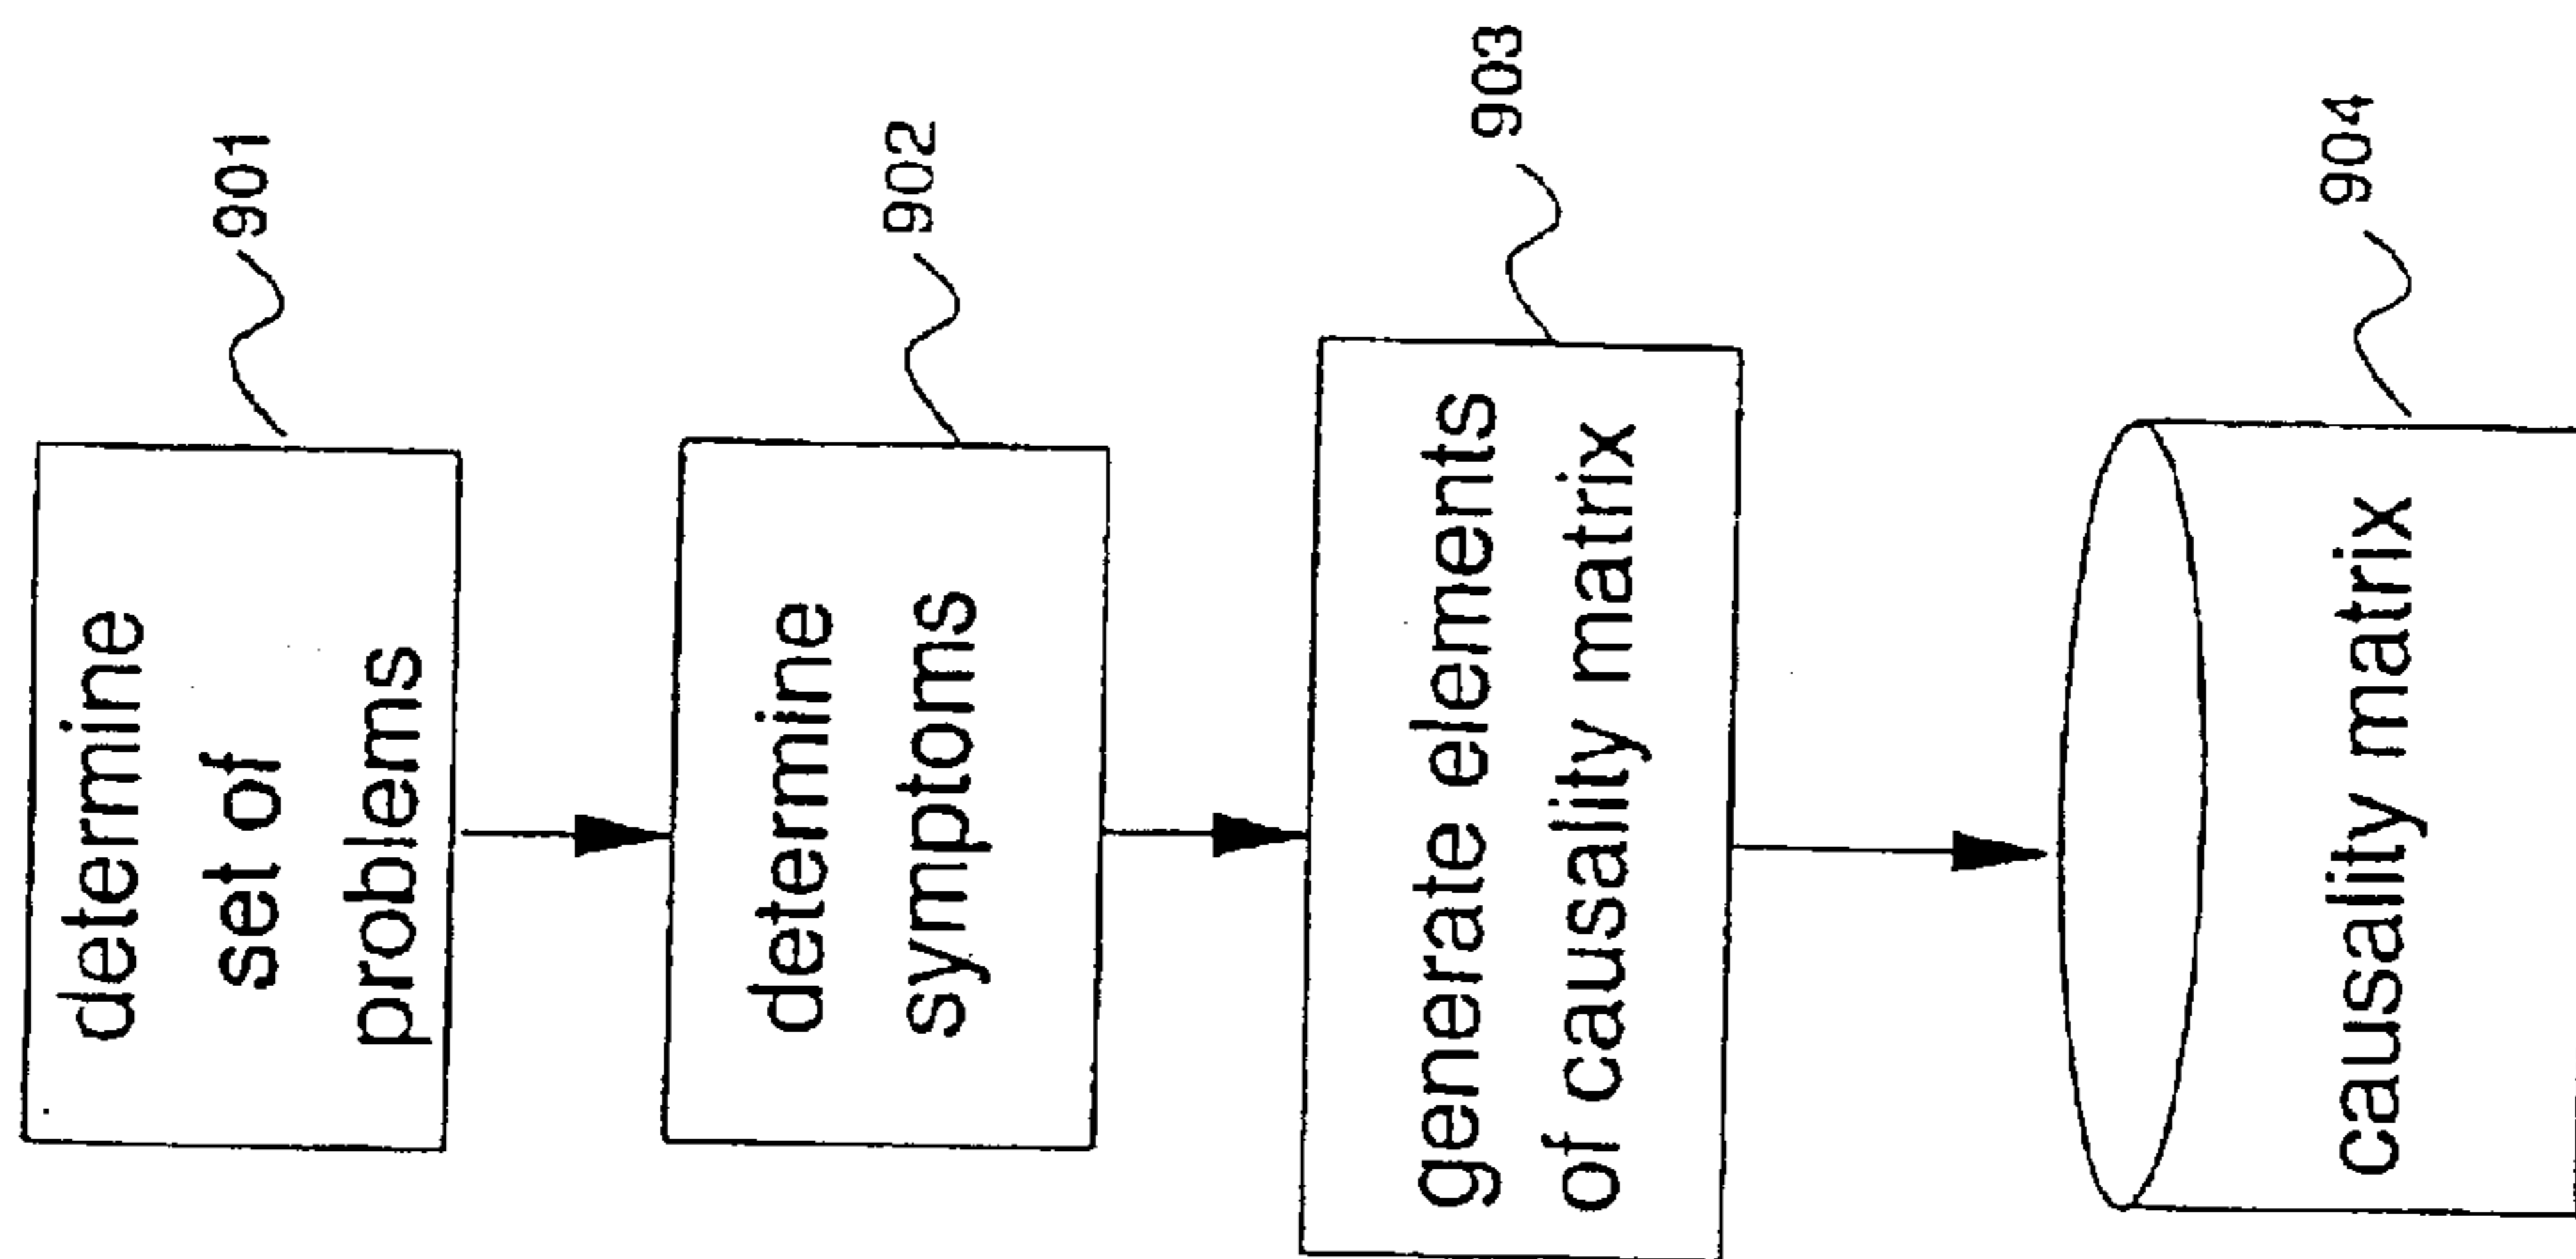 determine
set of
problems
901
determine
symptoms
902
generate elements
of causality matrix
903
causality matrix
904